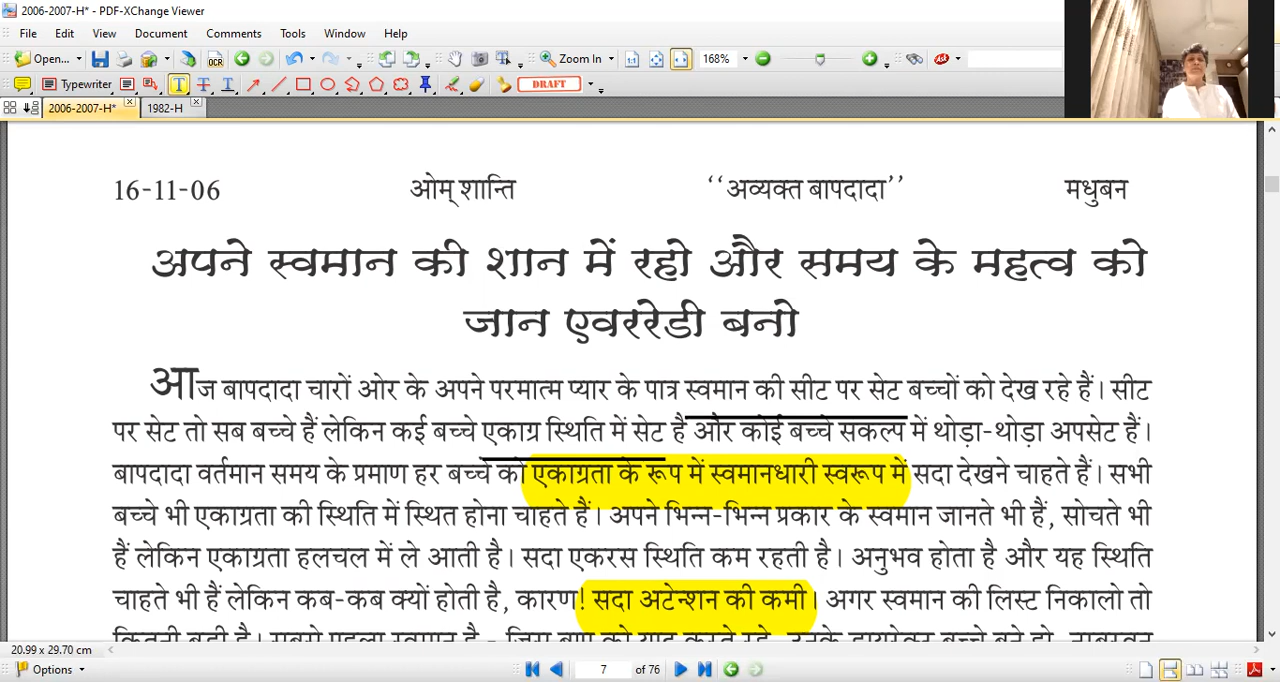 2006-2007-H* - PDF-XChange Viewer
File Edit View Document Comments Tools Window Help
Open... OCR Zoom In 168%
Typewriter DRAFT
2006-2007-H* 1982-H
16-11-06 ओम् शान्ति ‘‘अव्यक्त बापदादा’’ मधुबन
अपने स्वमान की शान में रहो और समय के महत्व को
जान एवररेडी बनो
आज बापदादा चारों ओर के अपने परमात्म प्यार के पात्र स्वमान की सीट पर सेट बच्चों को देख रहे हैं। सीट
पर सेट तो सब बच्चे हैं लेकिन कई बच्चे एकाग्र स्थिति में सेट है और कोई बच्चे सकल्प में थोड़ा-थोड़ा अपसेट हैं।
बापदादा वर्तमान समय के प्रमाण हर बच्चे को एकाग्रता के रूप में स्वमानधारी स्वरूप में सदा देखने चाहते हैं। सभी
बच्चे भी एकाग्रता की स्थिति में स्थित होना चाहते हैं। अपने भिन्न-भिन्न प्रकार के स्वमान जानते भी हैं, सोचते भी
हैं लेकिन एकाग्रता हलचल में ले आती है। सदा एकरस स्थिति कम रहती है। अनुभव होता है और यह स्थिति
चाहते भी हैं लेकिन कब-कब क्यों होती है, कारण! सदा अटेन्शन की कमी। अगर स्वमान की लिस्ट निकालो तो
20.99 x 29.70 cm
Options 7 of 76